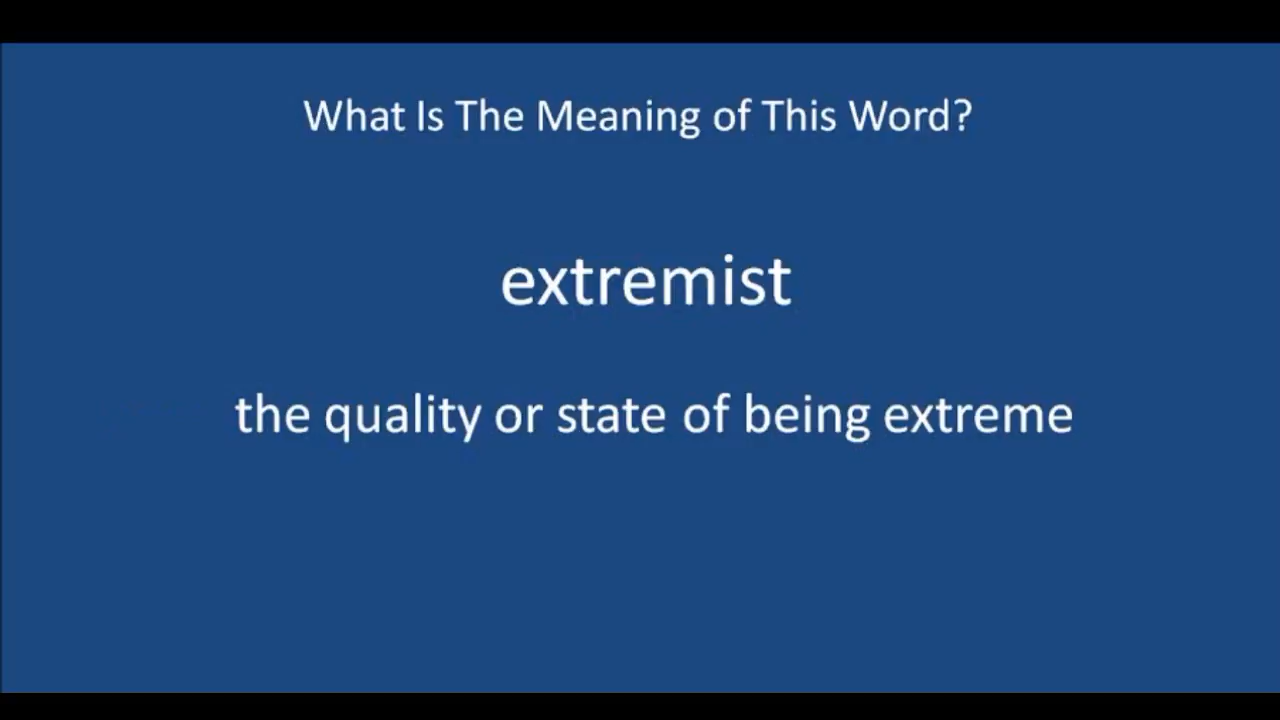 What Is The Meaning of This Word?
extremist
the quality or state of being extreme